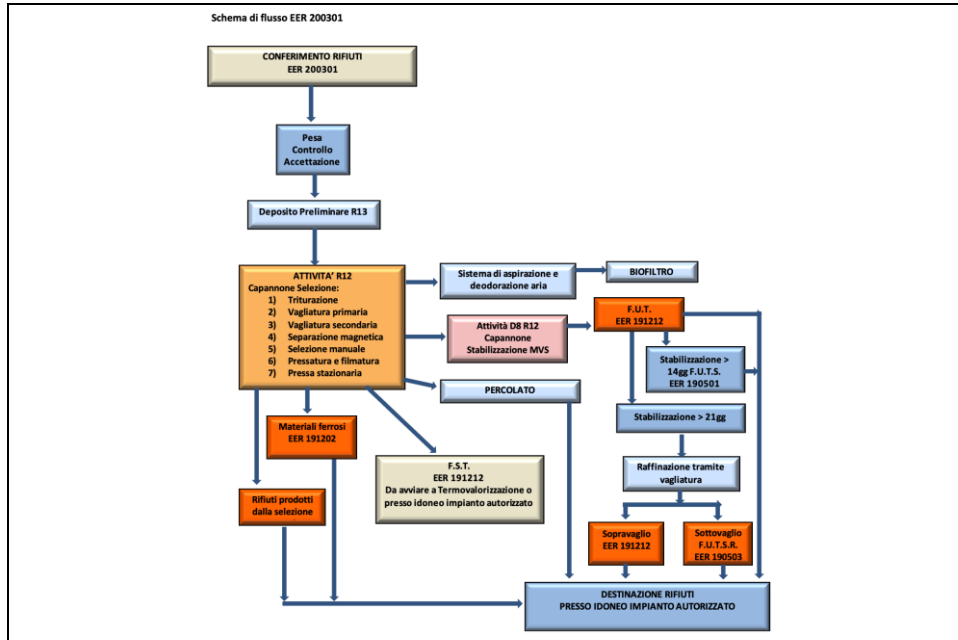 Schema di flusso EER 200301
CONFERIMENTO RIFIUTI
EER 200301
Pesa
Controllo
Accettazione
Deposito Preliminare R13
ATTIVITA’ R12
Capannone Selezione:
1) Triturazione
2) Vagliatura primaria
3) Vagliatura secondaria
4) Separazione magnetica
5) Selezione manuale
6) Pressatura e filmatura
7) Pressa stazionaria
Sistema di aspirazione e
deodorazione aria
BIOFILTRO
Attività D8 R12
Capannone
Stabilizzazione MVS
F.U.T.
EER 191212
Stabilizzazione >
14gg F.U.T.S.
EER 190501
PERCOLATO
Stabilizzazione > 21gg
Materiali ferrosi
EER 191202
F.S.T.
EER 191212
Da avviare a Termovalorizzazione o
presso idoneo impianto autorizzato
Raffinazione tramite
vagliatura
Rifiuti prodotti
dalla selezione
Sopravaglio
EER 191212
Sottovaglio
F.U.T.S.R.
EER 190503
DESTINAZIONE RIFIUTI
PRESSO IDONEO IMPIANTO AUTORIZZATO